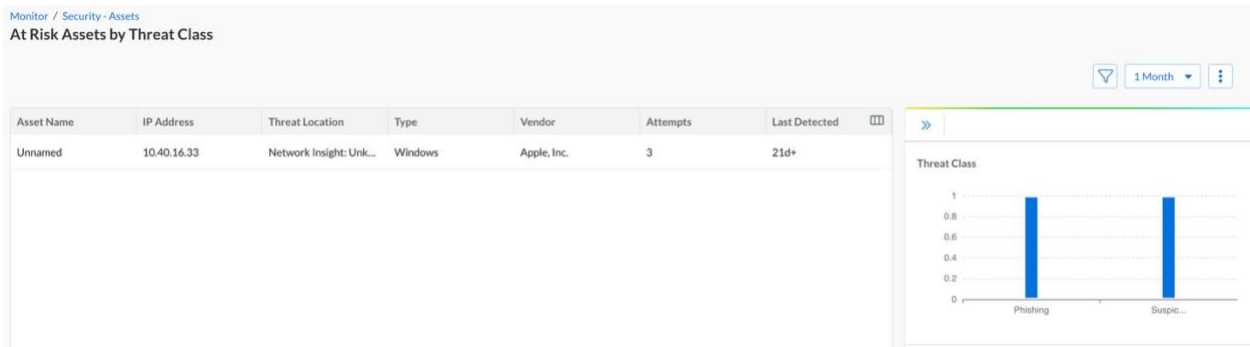 Monitor / Security - Assets
At Risk Assets by Threat Class
1 Month
Asset Name IP Address Threat Location Type Vendor Attempts Last Detected
Unnamed 10.40.16.33 Network Insight: Unk... Windows Apple, Inc. 3 21d+
Threat Class
1
0.8
0.6
0.4
0.2
0
Phishing Suspic...